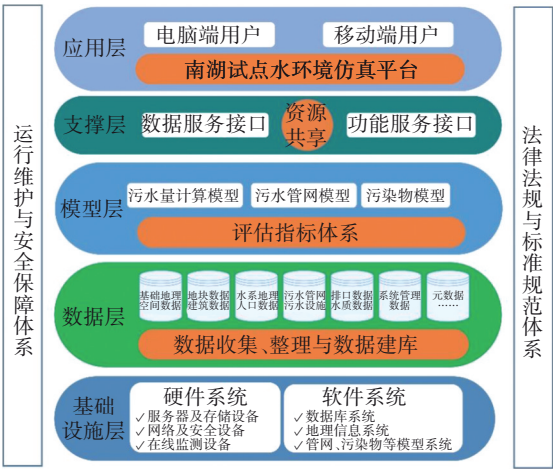 运行维护与安全保障体系
应用层
电脑端用户
移动端用户
南湖试点水环境仿真平台
支撑层
数据服务接口
资源
共享
功能服务接口
模型层
污水量计算模型
污水管网模型
污染物模型
评估指标体系
数据层
基础地理
空间数据
地块数据
建筑数据
水系地理
人口数据
污水管网
污水设施
排口数据
水质数据
系统管理
数据
元数据
……
数据收集、整理与数据建库
基础
设施层
硬件系统
✓服务器及存储设备
✓网络及安全设备
✓在线监测设备
软件系统
✓数据库系统
✓地理信息系统
✓管网、污染物等模型系统
法律法规与标准规范体系